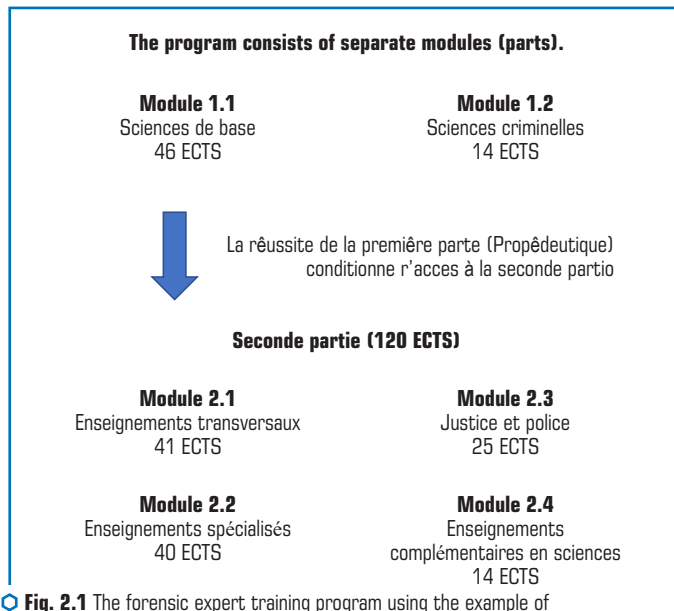 The program consists of separate modules (parts).
Module 1.1
Sciences de base
46 ECTS
Module 1.2
Sciences criminelles
14 ECTS
La rêussite de la premiêre parte (Propêdeutique)
conditionne r'acces à la seconde partio
Seconde partie (120 ECTS)
Module 2.1
Enseignements transversaux
41 ECTS
Module 2.3
Justice et police
25 ECTS
Module 2.2
Enseignements spécialisés
40 ECTS
Module 2.4
Enseignements
complémentaires en sciences
14 ECTS
Fig. 2.1 The forensic expert training program using the example of